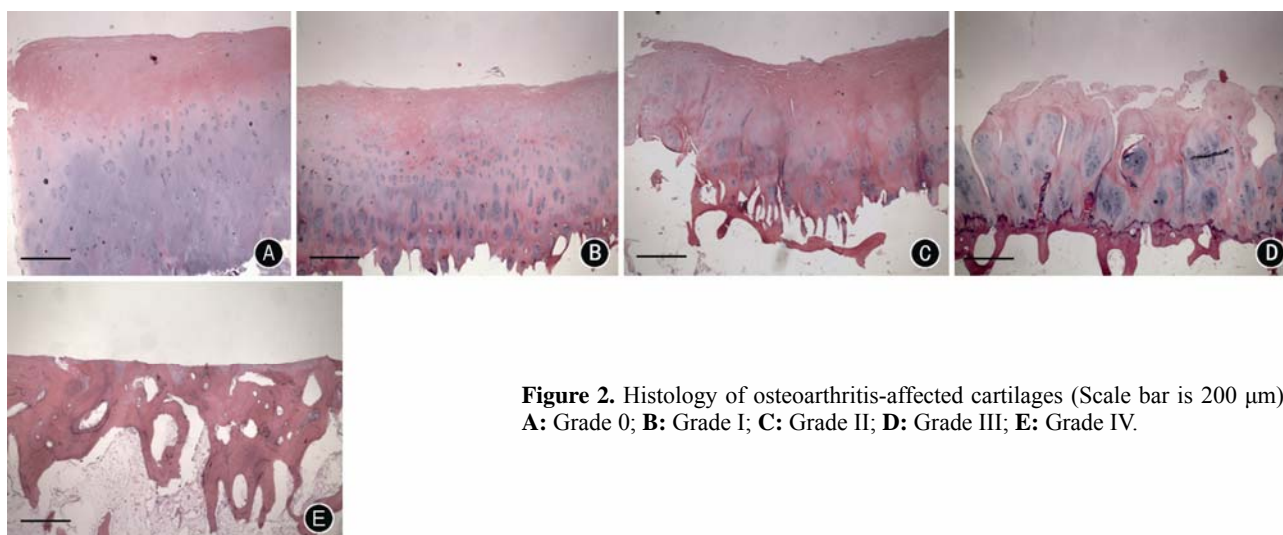 A
B
C
D
E
Figure 2. Histology of osteoarthritis-affected cartilages (Scale bar is 200 μm)
A: Grade 0; B: Grade I; C: Grade II; D: Grade III; E: Grade IV.